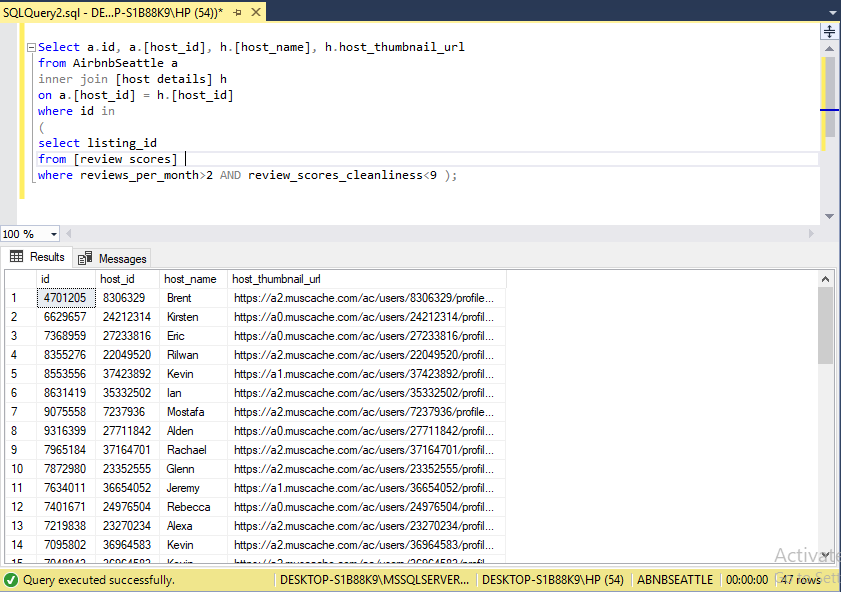 SQLQuery2.sql - DE...P-S1B88K9\HP (54))*
Select a.id, a.[host_id], h.[host_name], h.host_thumbnail_url
from AirbnbSeattle a
inner join [host details] h
on a.[host_id] = h.[host_id]
where id in
(
select listing_id
from [review scores]
where reviews_per_month>2 AND review_scores_cleanliness<9 );
100 %
Results Messages
id host_id host_name host_thumbnail_url
1 4701205 8306329 Brent https://a2.muscache.com/ac/users/8306329/profile...
2 6629657 24212314 Kirsten https://a0.muscache.com/ac/users/24212314/profil...
3 7368959 27233816 Eric https://a0.muscache.com/ac/users/27233816/profil...
4 8355276 22049520 Rilwan https://a2.muscache.com/ac/users/22049520/profil...
5 8553556 37423892 Kevin https://a1.muscache.com/ac/users/37423892/profil...
6 8631419 35332502 Ian https://a2.muscache.com/ac/users/35332502/profil...
7 9075558 7237936 Mostafa https://a2.muscache.com/ac/users/7237936/profile...
8 9316399 27711842 Alden https://a0.muscache.com/ac/users/27711842/profil...
9 7965184 37164701 Rachael https://a2.muscache.com/ac/users/37164701/profil...
10 7872980 23352555 Glenn https://a2.muscache.com/ac/users/23352555/profil...
11 7634011 36654052 Jeremy https://a1.muscache.com/ac/users/36654052/profil...
12 7401671 24976504 Rebecca https://a0.muscache.com/ac/users/24976504/profil...
13 7219838 23270234 Alexa https://a2.muscache.com/ac/users/23270234/profil...
14 7095802 36964583 Kevin https://a2.muscache.com/ac/users/36964583/profil...
Activate
Query executed successfully. DESKTOP-S1B88K9\MSSQLSERVER... DESKTOP-S1B88K9\HP (54) ABNBSEATTLE 00:00:00 47 rows